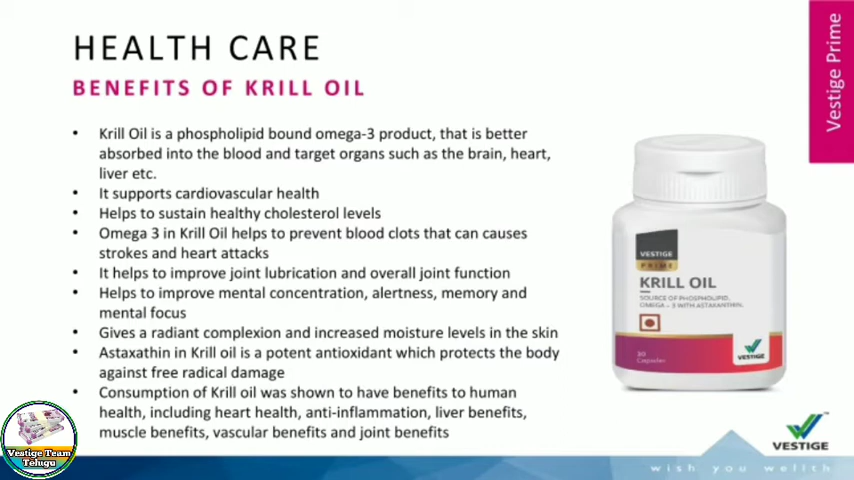 HEALTH CARE
BENEFITS OF KRILL OIL
Vestige Prime
• Krill Oil is a phospholipid bound omega-3 product, that is better
absorbed into the blood and target organs such as the brain, heart,
liver etc.
• It supports cardiovascular health
• Helps to sustain healthy cholesterol levels
• Omega 3 in Krill Oil helps to prevent blood clots that can causes
strokes and heart attacks
• It helps to improve joint lubrication and overall joint function
• Helps to improve mental concentration, alertness, memory and
mental focus
• Gives a radiant complexion and increased moisture levels in the skin
• Astaxathin in Krill oil is a potent antioxidant which protects the body
against free radical damage
• Consumption of Krill oil was shown to have benefits to human
health, including heart health, anti-inflammation, liver benefits,
muscle benefits, vascular benefits and joint benefits
VESTIGE
PRIME
KRILL OIL
SOURCE OF PHOSPHOLIPID,
OMEGA – 3 WITH ASTAXANTHIN.
30
Capsules
VESTIGE
Vestige Team
Telugu
VESTIGE
wish you wellth